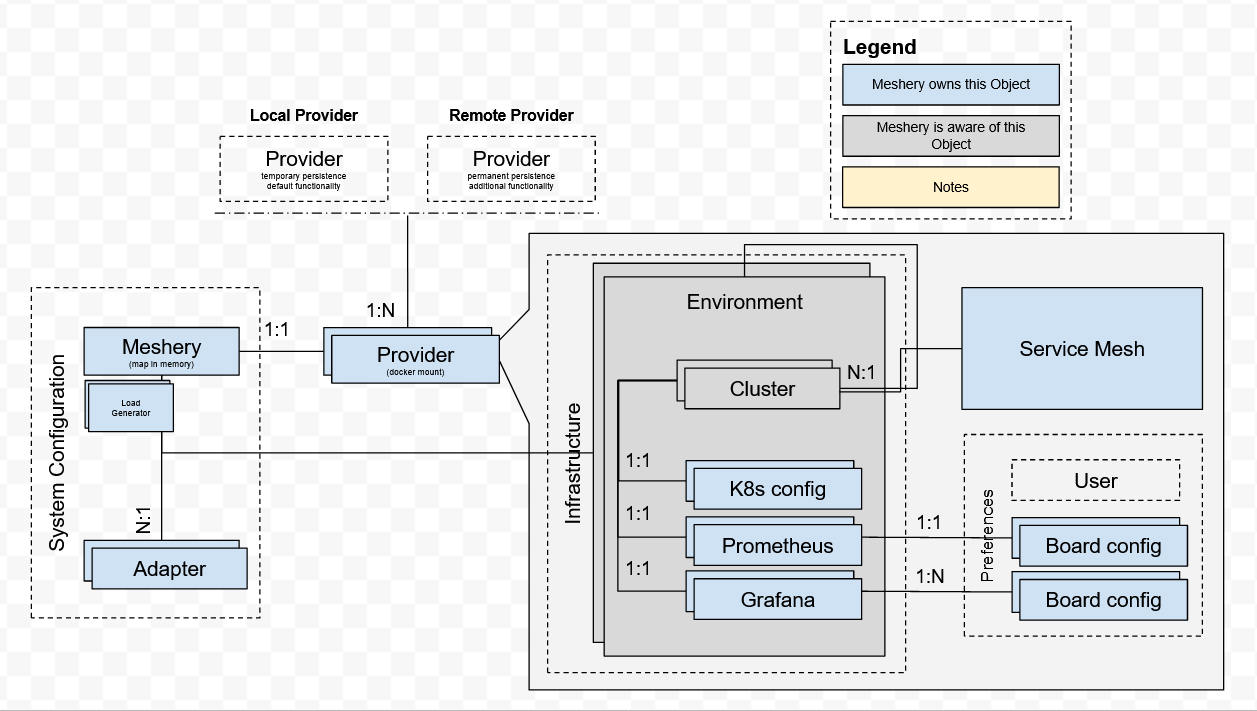 Legend
Meshery owns this Object
Meshery is aware of this
Object
Notes
Local Provider
Remote Provider
Provider
temporary persistence
default functionality
Provider
permanent persistence
additional functionality
1:N
1:1
Meshery
(map in memory)
Load
Generator
System Configuration
N:1
Adapter
Provider
(docker mount)
Infrastructure
Environment
Cluster
N:1
1:1
K8s config
1:1
Prometheus
1:1
Grafana
Service Mesh
Preferences
User
1:1
Board config
1:N
Board config